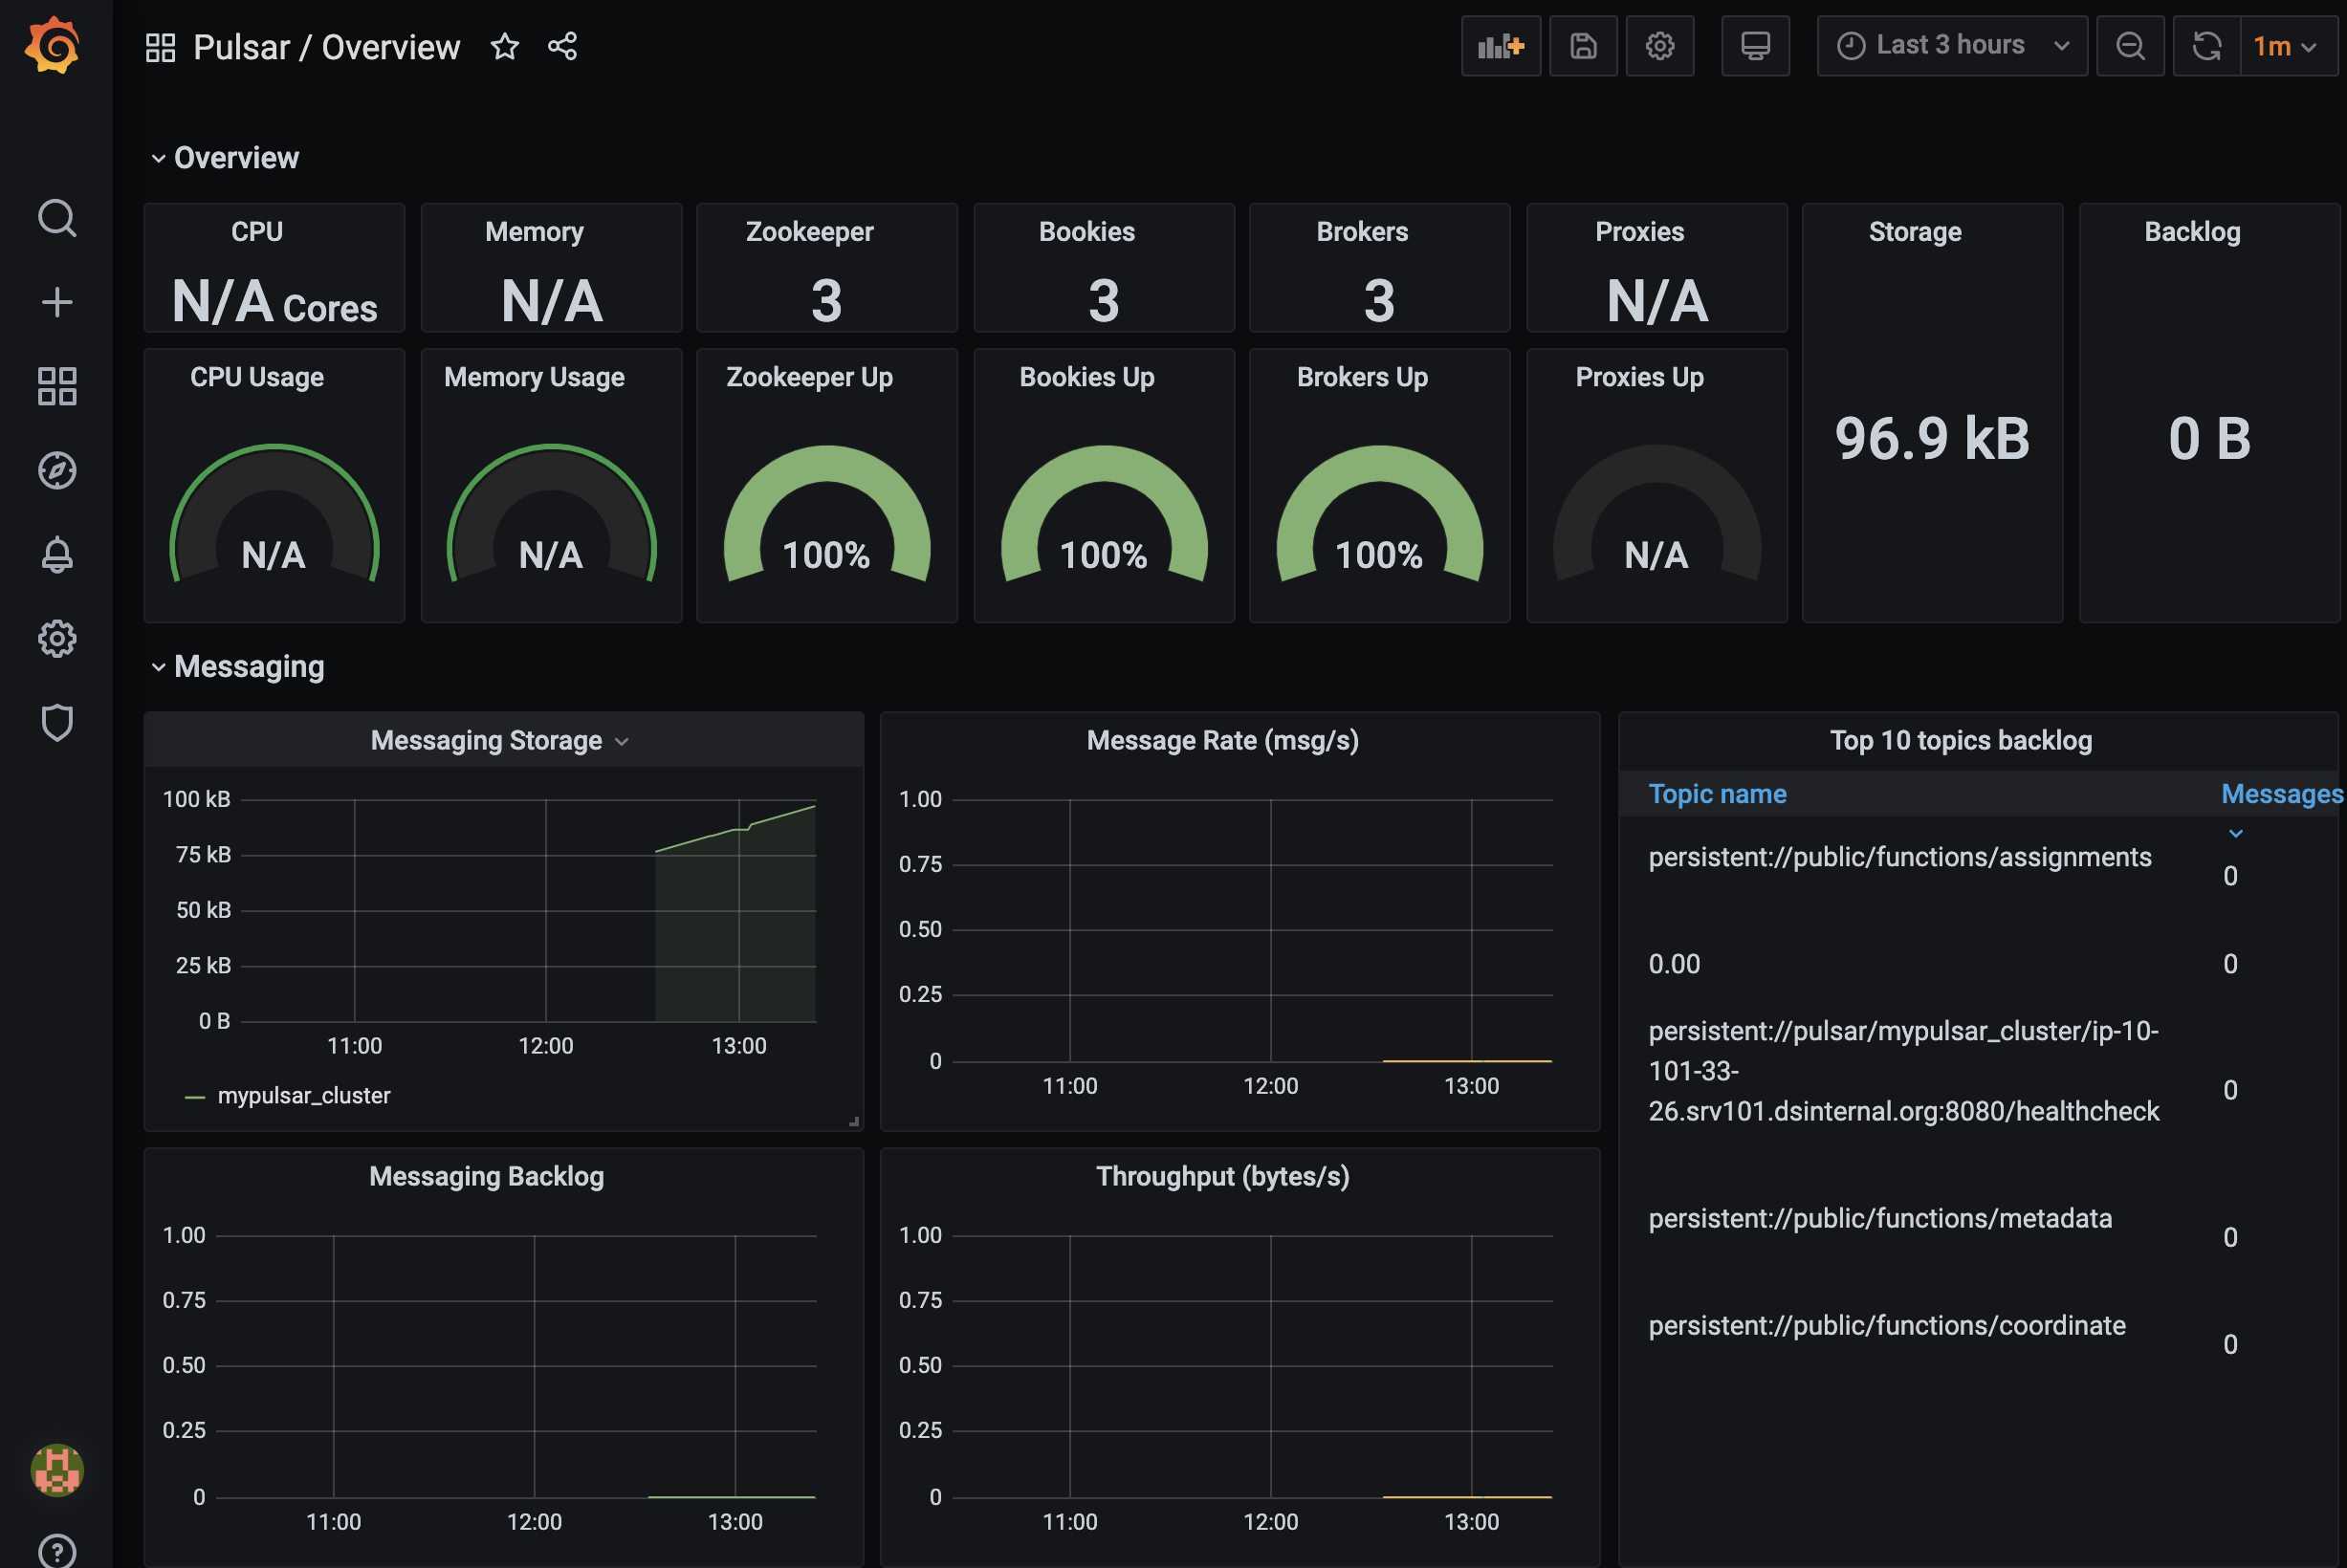 Pulsar / Overview
Last 3 hours
1m
Overview
CPU
N/A Cores
Memory
N/A
Zookeeper
3
Bookies
3
Brokers
3
Proxies
N/A
Storage
96.9 kB
Backlog
0 B
CPU Usage
N/A
Memory Usage
N/A
Zookeeper Up
100%
Bookies Up
100%
Brokers Up
100%
Proxies Up
N/A
Messaging
Messaging Storage
100 kB
75 kB
50 kB
25 kB
0 B
11:00 12:00 13:00
mypulsar_cluster
Message Rate (msg/s)
1.00
0.75
0.50
0.25
0
11:00 12:00 13:00
Top 10 topics backlog
Topic name Messages
persistent://public/functions/assignments
0
0.00 0
persistent://pulsar/mypulsar_cluster/ip-10-
101-33-
26.srv101.dsinternal.org:8080/healthcheck
0
persistent://public/functions/metadata
0
persistent://public/functions/coordinate
0
Messaging Backlog
1.00
0.75
0.50
0.25
0
11:00 12:00 13:00
Throughput (bytes/s)
1.00
0.75
0.50
0.25
0
11:00 12:00 13:00
?